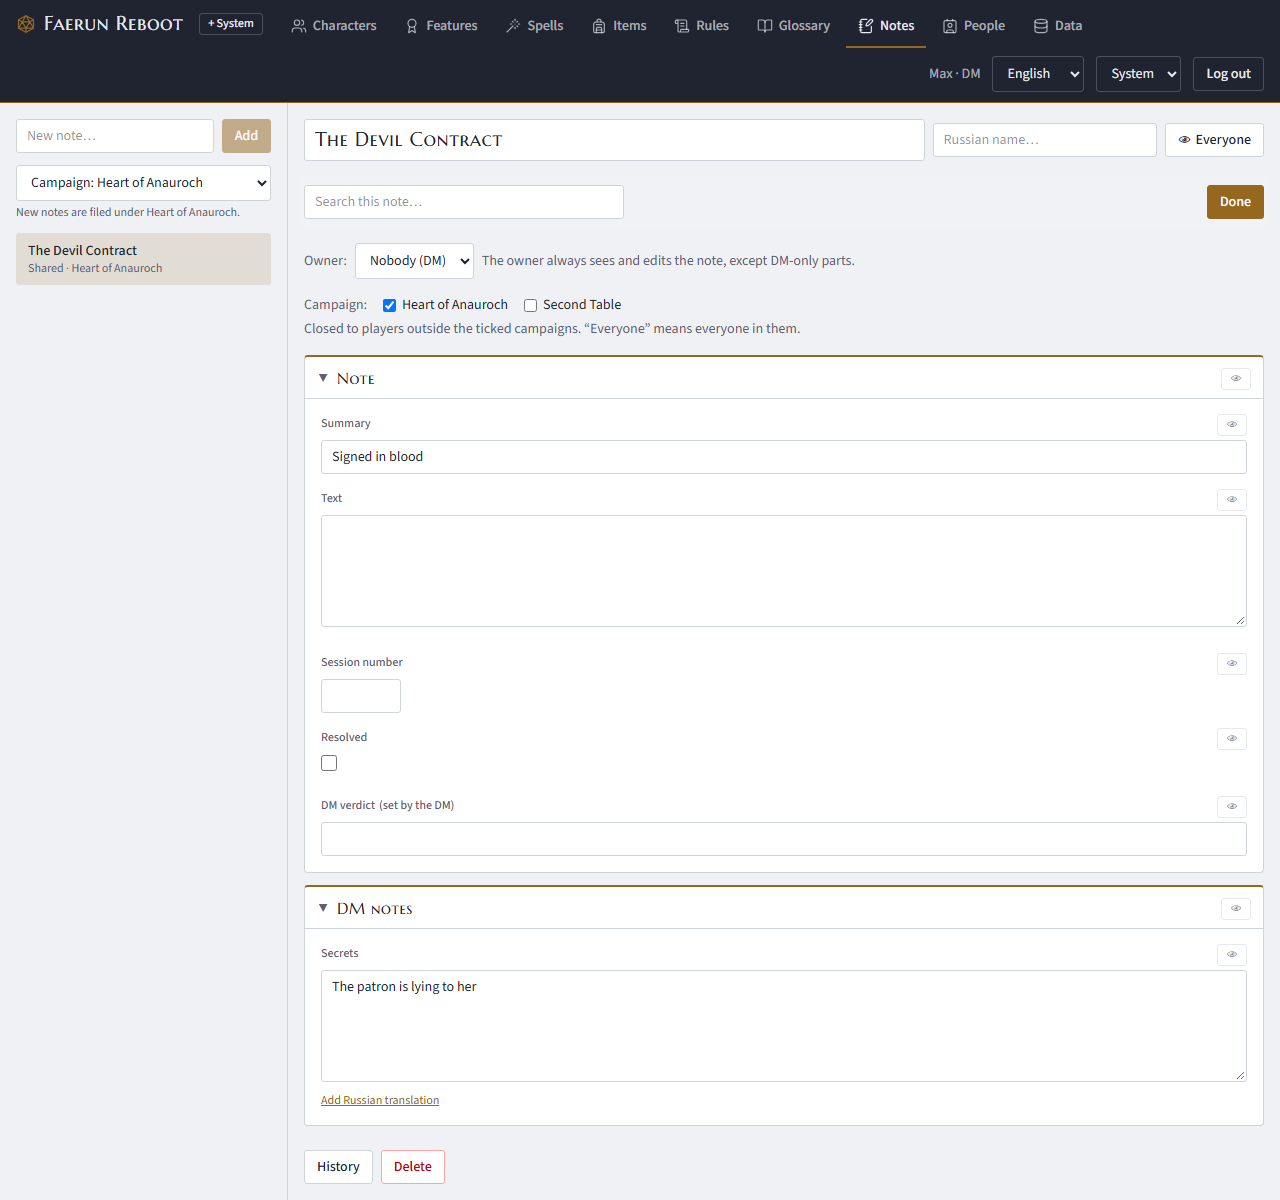 Faerun Reboot
+ System
Characters
Features
Spells
Items
Rules
Glossary
Notes
People
Data
Max · DM
English
System
Log out
New note…
Add
Campaign: Heart of Anauroch
New notes are filed under Heart of Anauroch.
The Devil Contract
Shared · Heart of Anauroch
The Devil Contract
Russian name…
Everyone
Search this note…
Done
Owner:
Nobody (DM)
The owner always sees and edits the note, except DM-only parts.
Campaign:
Heart of Anauroch
Second Table
Closed to players outside the ticked campaigns. “Everyone” means everyone in them.
Note
Summary
Signed in blood
Text
Session number
Resolved
DM verdict (set by the DM)
DM notes
Secrets
The patron is lying to her
Add Russian translation
History
Delete